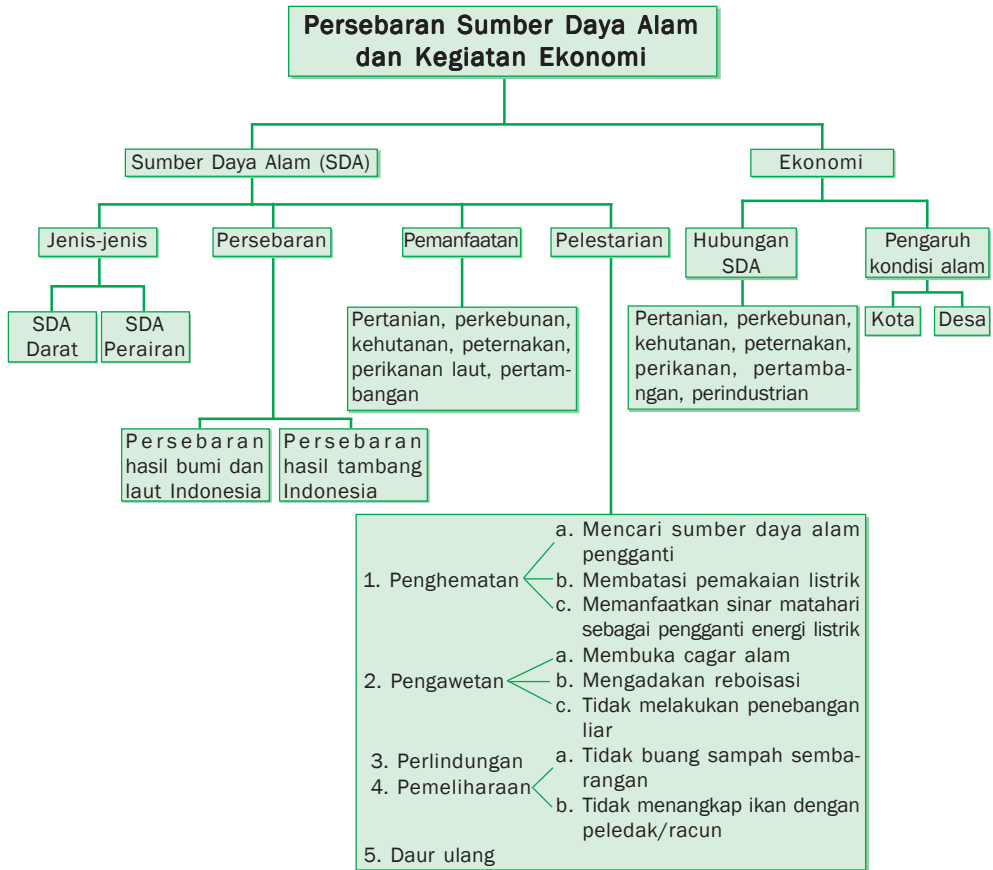 Persebaran Sumber Daya Alam
dan Kegiatan Ekonomi
Sumber Daya Alam (SDA)
Ekonomi
Jenis-jenis
Persebaran
Pemanfaatan
Pelestarian
Hubungan
SDA
Pengaruh
kondisi alam
SDA
Darat
SDA
Perairan
Pertanian, perkebunan,
kehutanan, peternakan,
perikanan laut, pertam-
bangan
Pertanian, perkebunan,
kehutanan, peternakan,
perikanan, pertamba-
ngan, perindustrian
Kota
Desa
Persebaran
hasil bumi dan
laut Indonesia
Persebaran
hasil tambang
Indonesia
1. Penghematan
a. Mencari sumber daya alam
pengganti
b. Membatasi pemakaian listrik
c. Memanfaatkan sinar matahari
sebagai pengganti energi listrik
2. Pengawetan
a. Membuka cagar alam
b. Mengadakan reboisasi
c. Tidak melakukan penebangan
liar
3. Perlindungan
4. Pemeliharaan
a. Tidak buang sampah semba-
rangan
b. Tidak menangkap ikan dengan
peledak/racun
5. Daur ulang